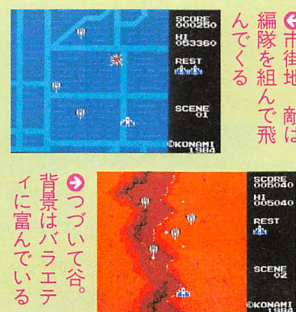 市街地 敵は
編隊を組んで飛
んでくる
SCORE
000250
HI
053360
REST
SCENE
01
©KONAMI
1984
つづいて谷。
背景はバラエテ
ィに富んでいる
SCORE
005040
HI
005040
REST
SCENE
02
©KONAMI
1984